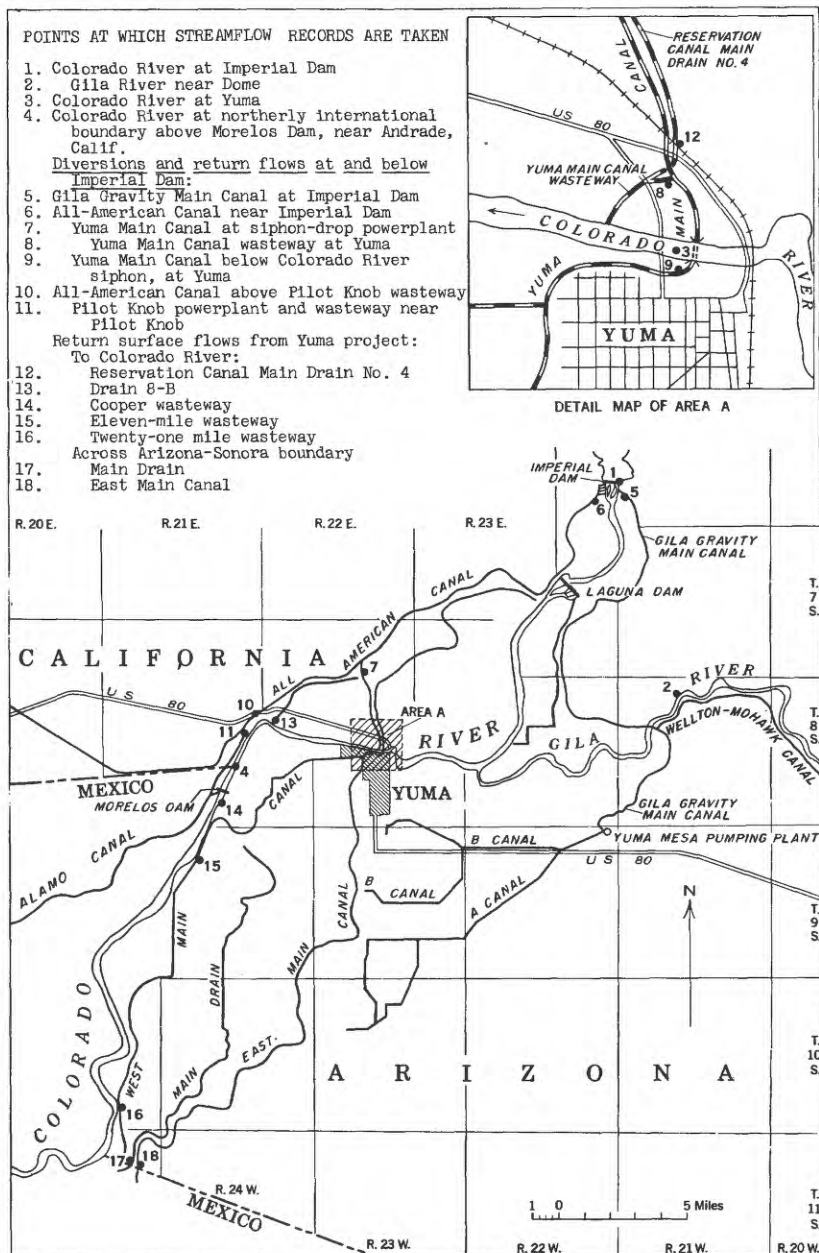 POINTS AT WHICH STREAMFLOW RECORDS ARE TAKEN
1. Colorado River at Imperial Dam
2. Gila River near Dome
3. Colorado River at Yuma
4. Colorado River at northerly international
boundary above Morelos Dam, near Andrade,
Calif.
Diversions and return flows at and below
Imperial Dam:
5. Gila Gravity Main Canal at Imperial Dam
6. All-American Canal near Imperial Dam
7. Yuma Main Canal at siphon-drop powerplant
8. Yuma Main Canal wasteway at Yuma
9. Yuma Main Canal below Colorado River
siphon, at Yuma
10. All-American Canal above Pilot Knob wasteway
11. Pilot Knob powerplant and wasteway near
Pilot Knob
Return surface flows from Yuma project:
To Colorado River:
12. Reservation Canal Main Drain No. 4
13. Drain 8-B
14. Cooper wasteway
15. Eleven-mile wasteway
16. Twenty-one mile wasteway
Across Arizona-Sonora boundary
17. Main Drain
18. East Main Canal
RESERVATION
CANAL MAIN
DRAIN NO. 4
CANAL
US 80
12
YUMA MAIN CANAL
WASTEWAY
8
MAIN
COLORADO
RIVER
3
9
YUMA
YUMA
DETAIL MAP OF AREA A
IMPERIAL
DAM
1
5
6
R. 20 E.
R. 21 E.
R. 22 E.
R. 23 E.
GILA GRAVITY
MAIN CANAL
LAGUNA DAM
T.
7
S.
CALIFORNIA
ALL AMERICAN CANAL
7
US 80
10
13
11
AREA A
RIVER
2
RIVER
GILA
WELLTON-MOHAWK CANAL
T.
8
S.
4
MEXICO
MORELOS DAM
14
CANAL
YUMA
GILA GRAVITY
MAIN CANAL
YUMA MESA PUMPING PLANT
ALAMO CANAL
15
B CANAL
US 80
B
CANAL
A CANAL
N
MAIN
CANAL
T.
9
S.
DRAIN
MAIN
EAST.
COLORADO
WEST
MAIN
ARIZONA
T.
10
S.
16
17
18
R. 24 W.
MEXICO
R. 23 W.
1 0 5 Miles
T.
11
S.
R. 22 W.
R. 21 W.
R. 20 W.